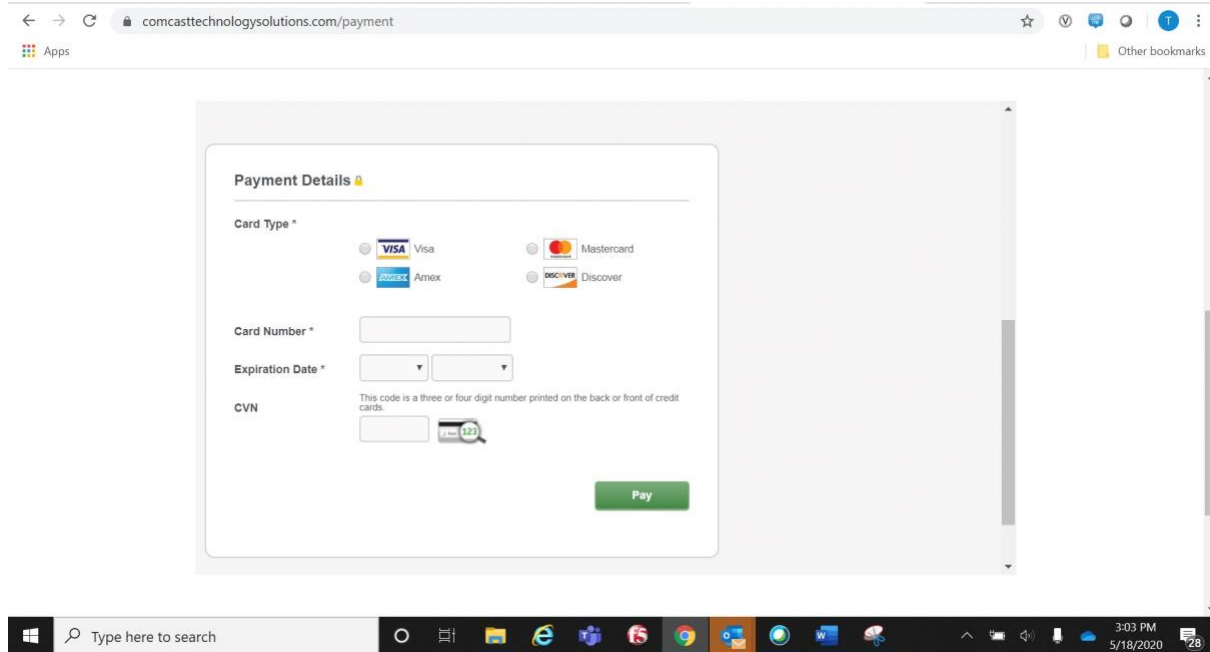 comcasttechnologysolutions.com/payment
T
Apps
Other bookmarks
Payment Details
Card Type *
VISA Visa
Mastercard
AMEX Amex
DISCOVER Discover
Card Number *
Expiration Date *
This code is a three or four digit number printed on the back or front of credit
cards.
CVN
123
Pay
Type here to search
3:03 PM
5/18/2020
28